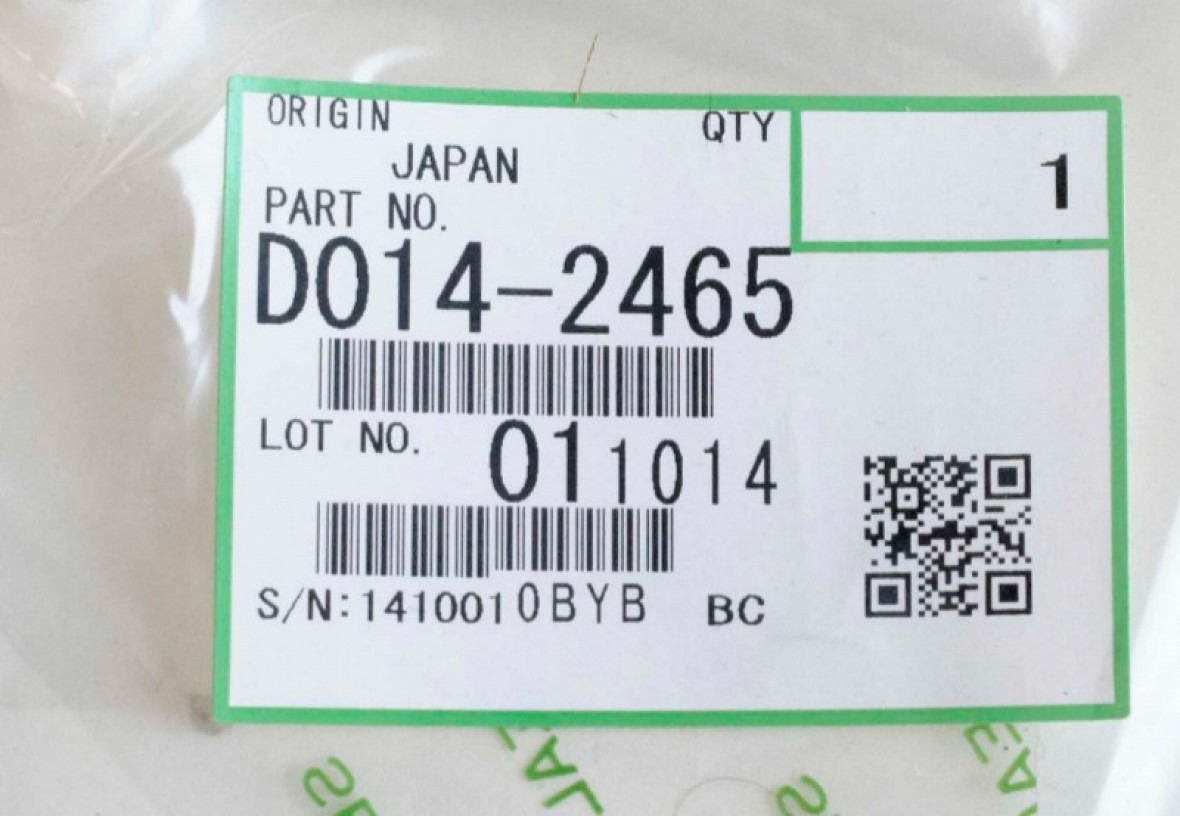 ORIGIN QTY
JAPAN 1
PART NO.
D014-2465
LOT NO. 011014
S/N:1410010BYB BC